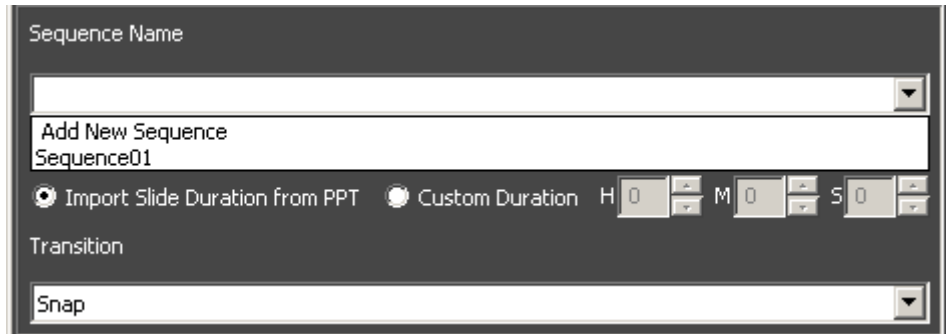 Sequence Name
Add New Sequence
Sequence01
Import Slide Duration from PPT Custom Duration H 0 M 0 S 0
Transition
Snap